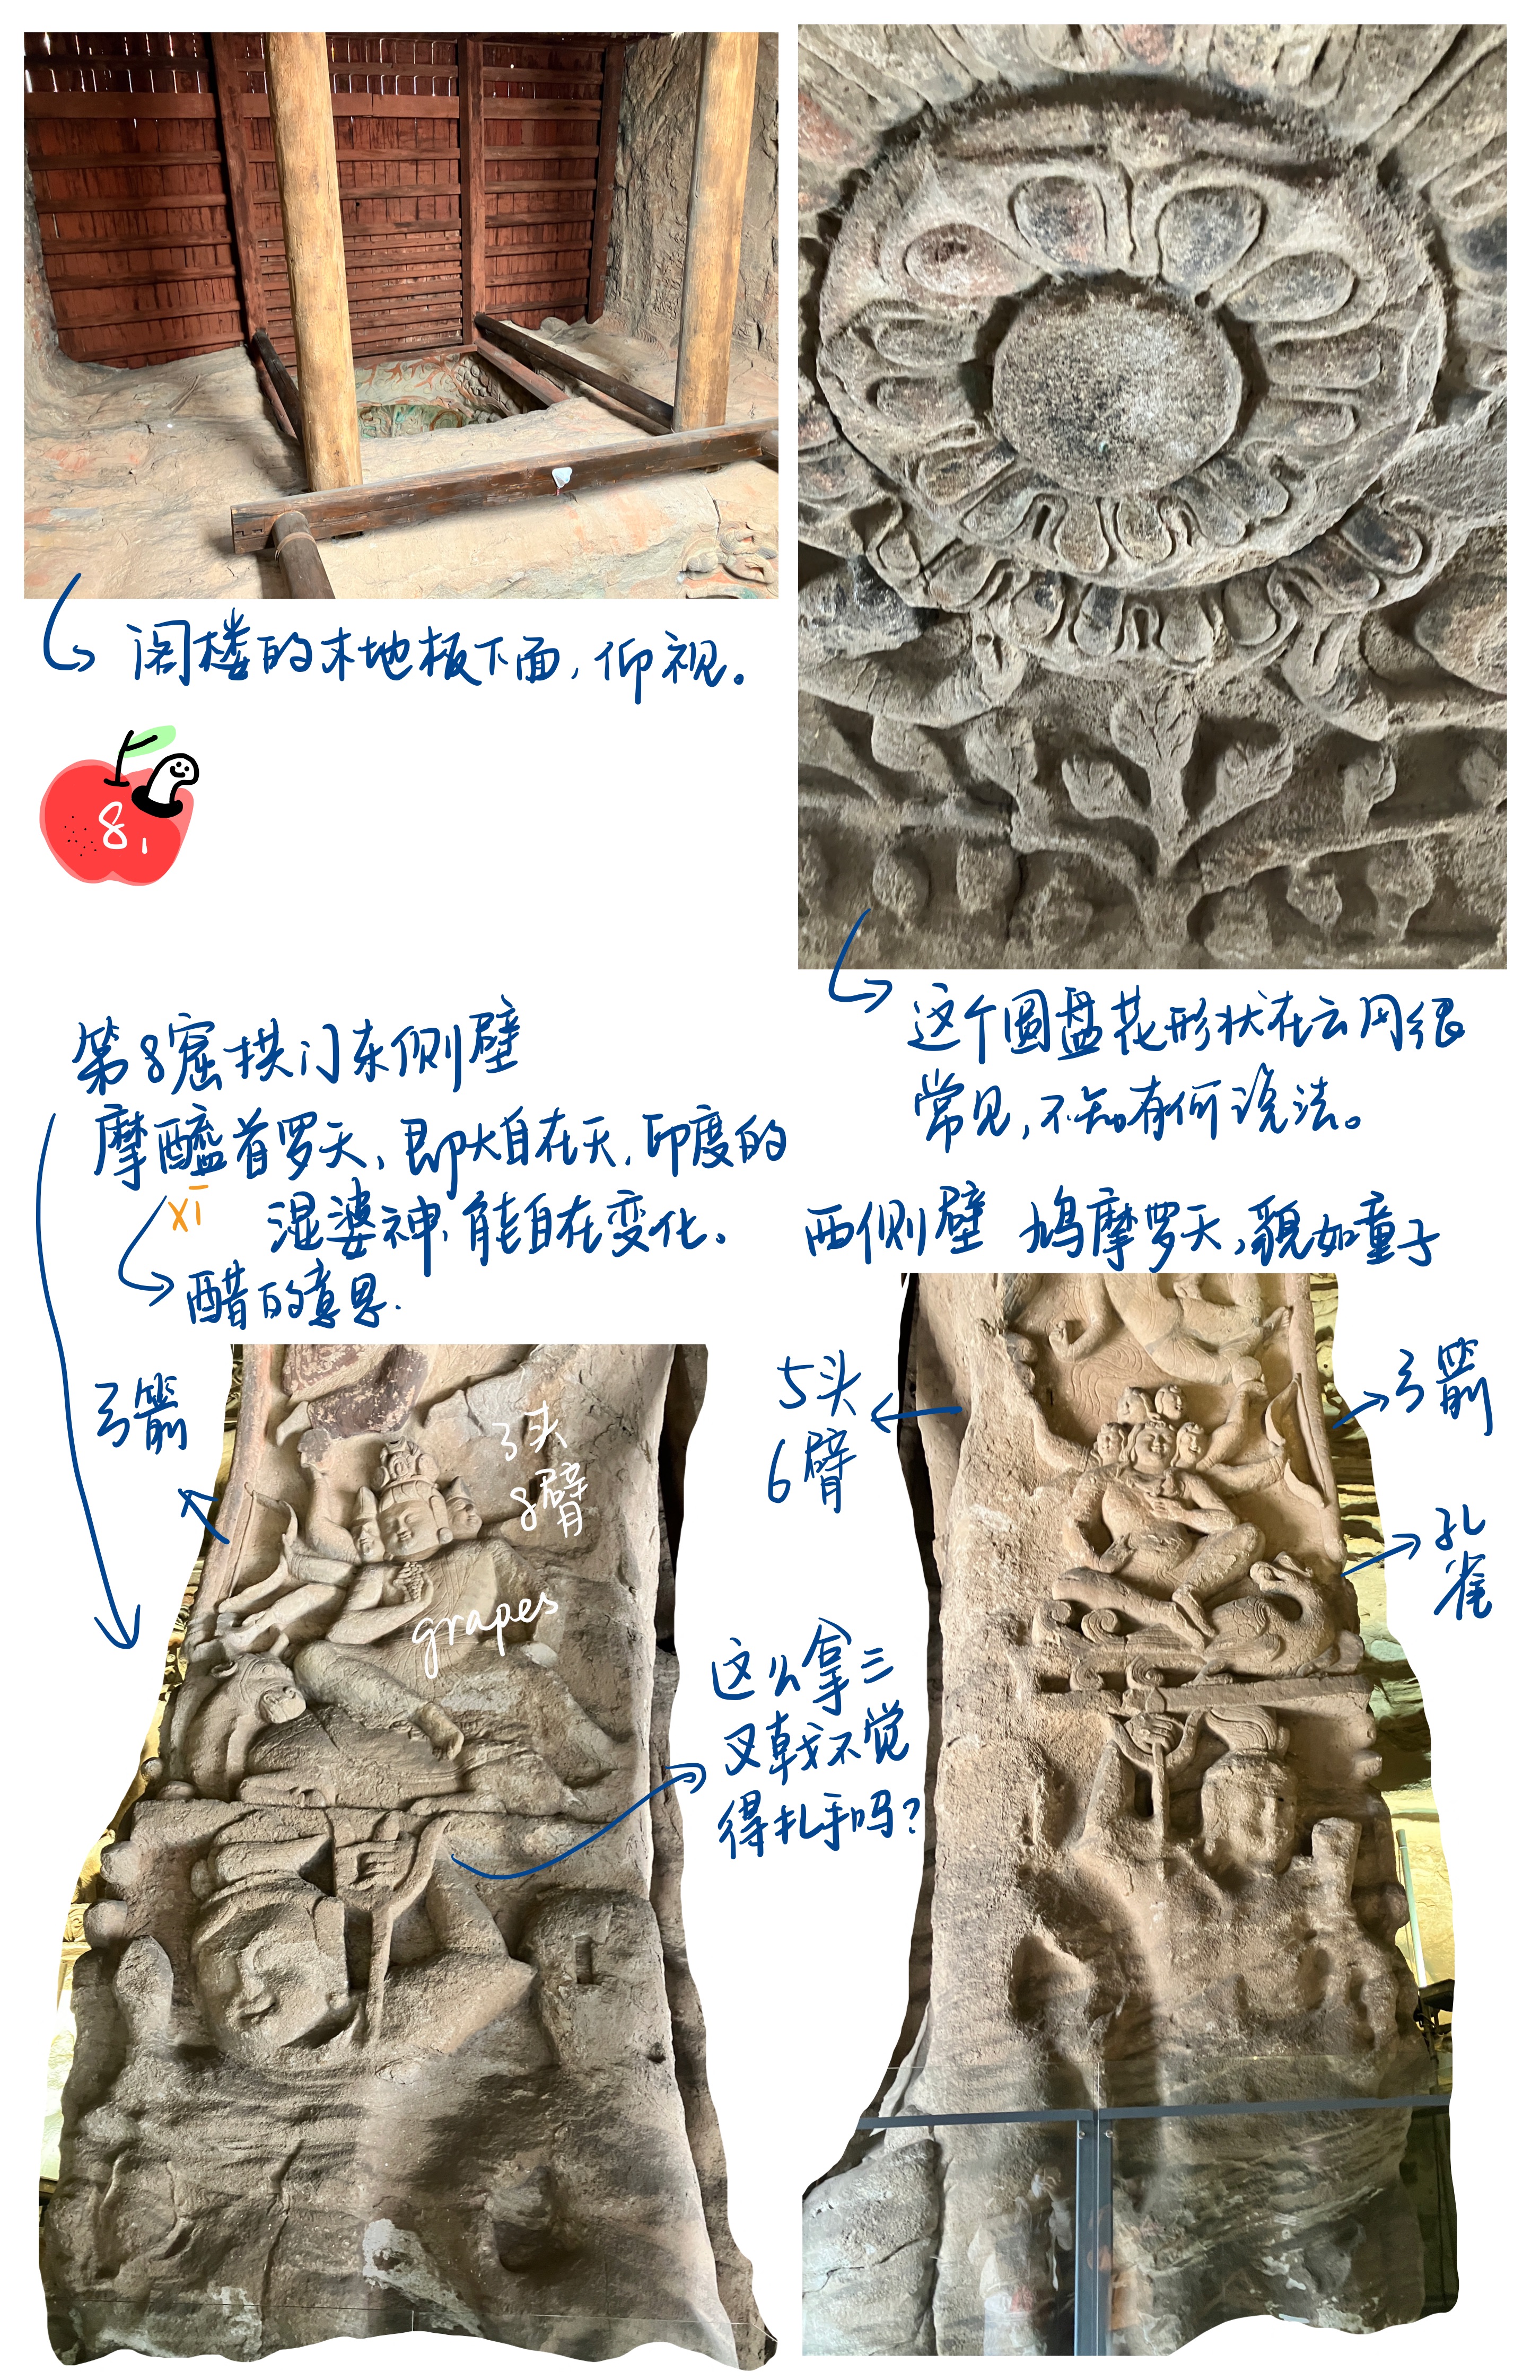 阁楼的木地板下面,仰视。
8,
这个圆盘花形状在云冈很
常见,不知有何说法。
第8窟拱门东侧壁
摩醯首罗天,即大自在天,印度的
xī
湿婆神,能自在变化。
醋的意思.
西侧壁 鸠摩罗天,貌如童子
弓箭
3头
8臂
grapes
这么拿三
叉戟不觉
得扎手吗?
5头
6臂
弓箭
孔
雀